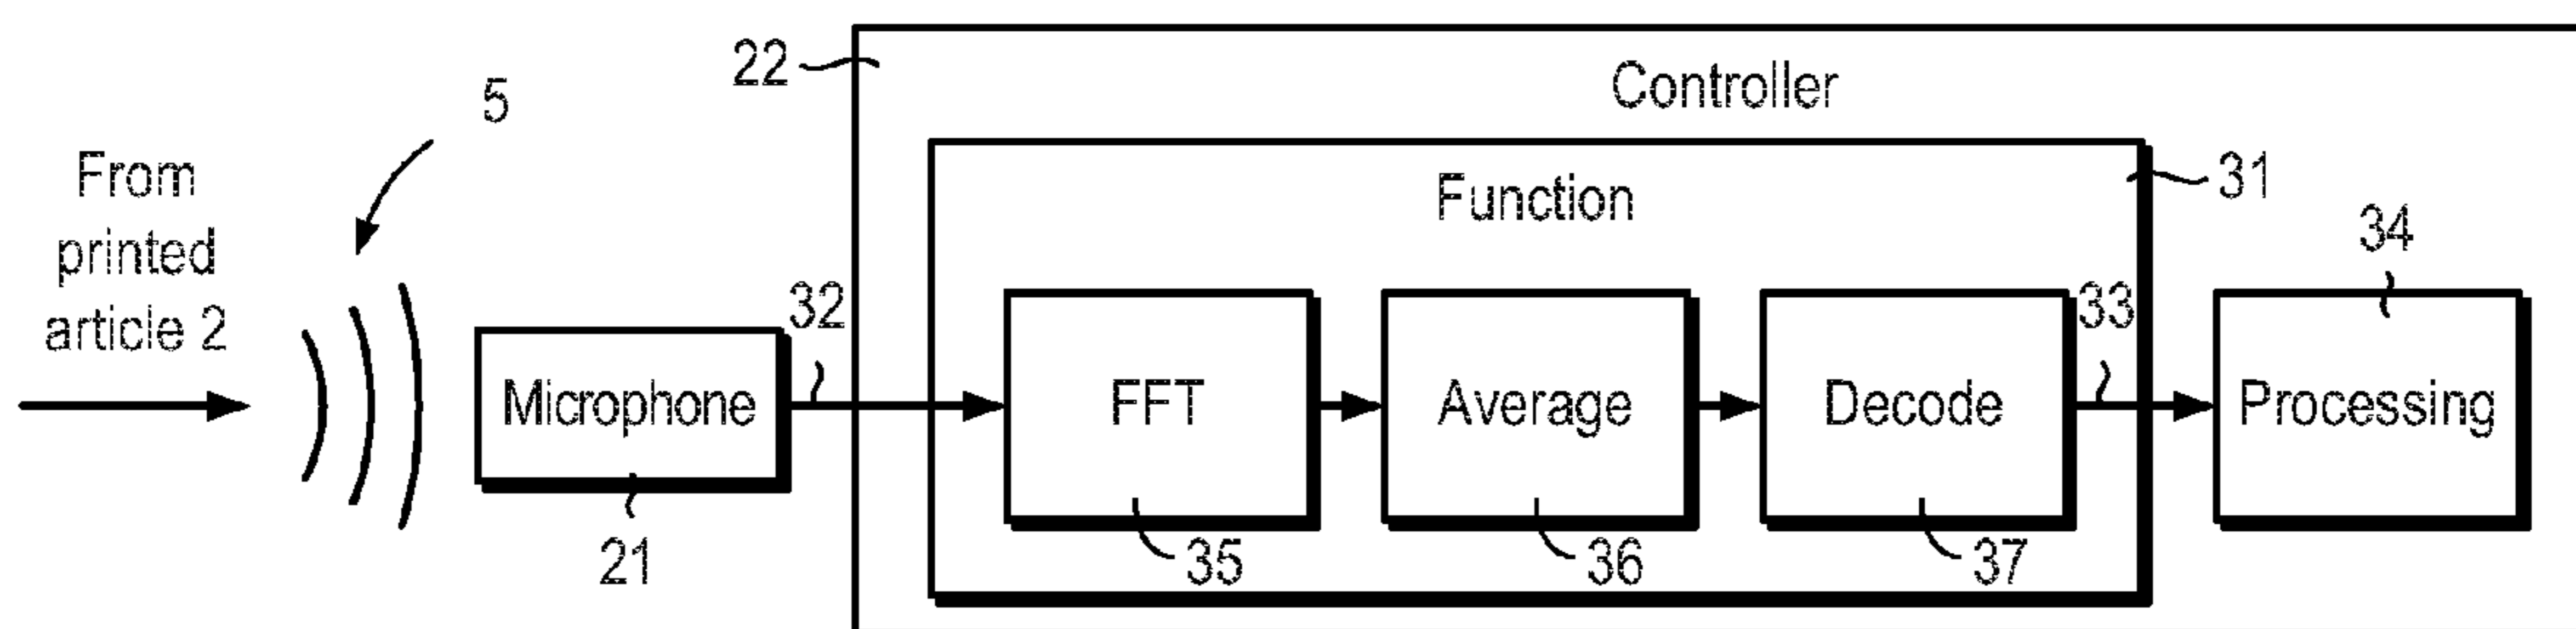 22
Controller
5
From
printed
article 2
Function
31
34
32
33
Microphone
FFT
Average
Decode
Processing
21
35
36
37